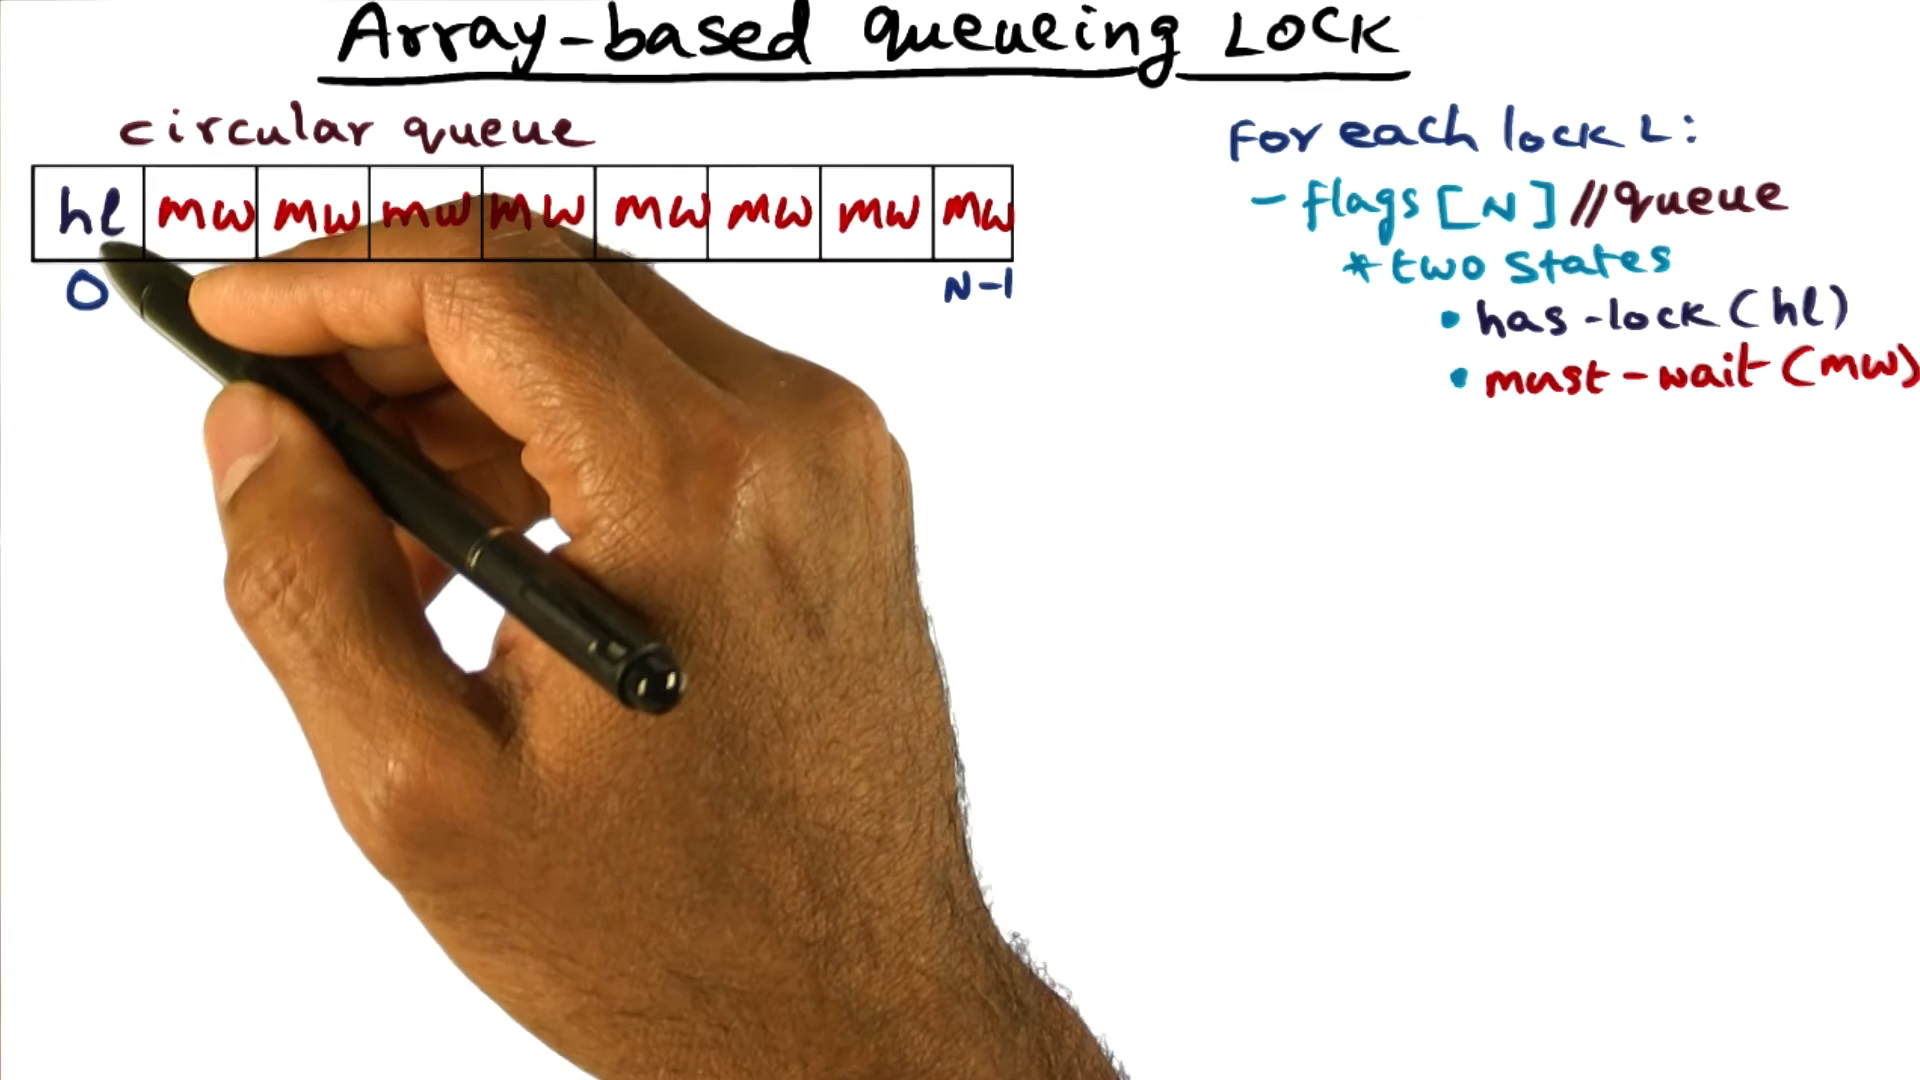 Array-based queueing LOCK
circular queue
hl mw mw mw mw mw mw mw mw
0 N-1
For each lock L:
- flags [N] //queue
* two states
• has-lock (hl)
• must-wait (mw)